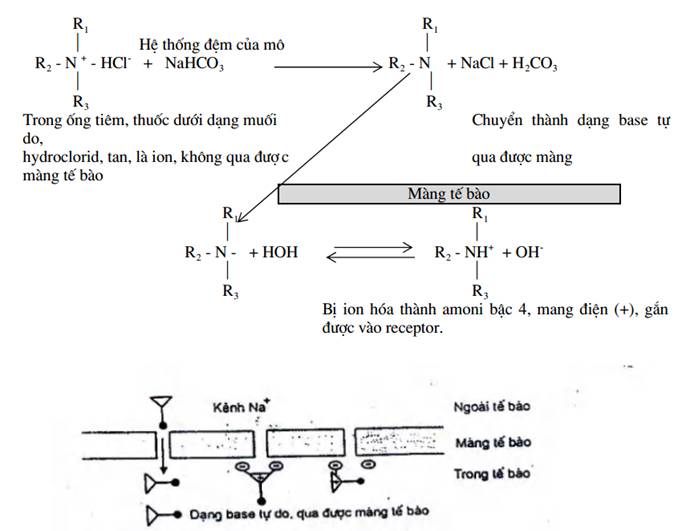 R₁ R₁
Hệ thống đệm của mô
R₂ - N ⁺ - HCl⁻ + NaHCO₃ R₂ - N + NaCl + H₂CO₃
R₃ R₃
Trong ống tiêm, thuốc dưới dạng muối Chuyển thành dạng base tự
do,
hydroclorid, tan, là ion, không qua được qua được màng
màng tế bào
Màng tế bào
R₁ R₁
R₂ - N - + HOH R₂ - NH⁺ + OH⁻
R₃ R₃
Bị ion hóa thành amoni bậc 4, mang điện (+), gắn
được vào receptor.
Kênh Na⁺ Ngoài tế bào
Màng tế bào
Trong tế bào
Dạng base tự do, qua được màng tế bào